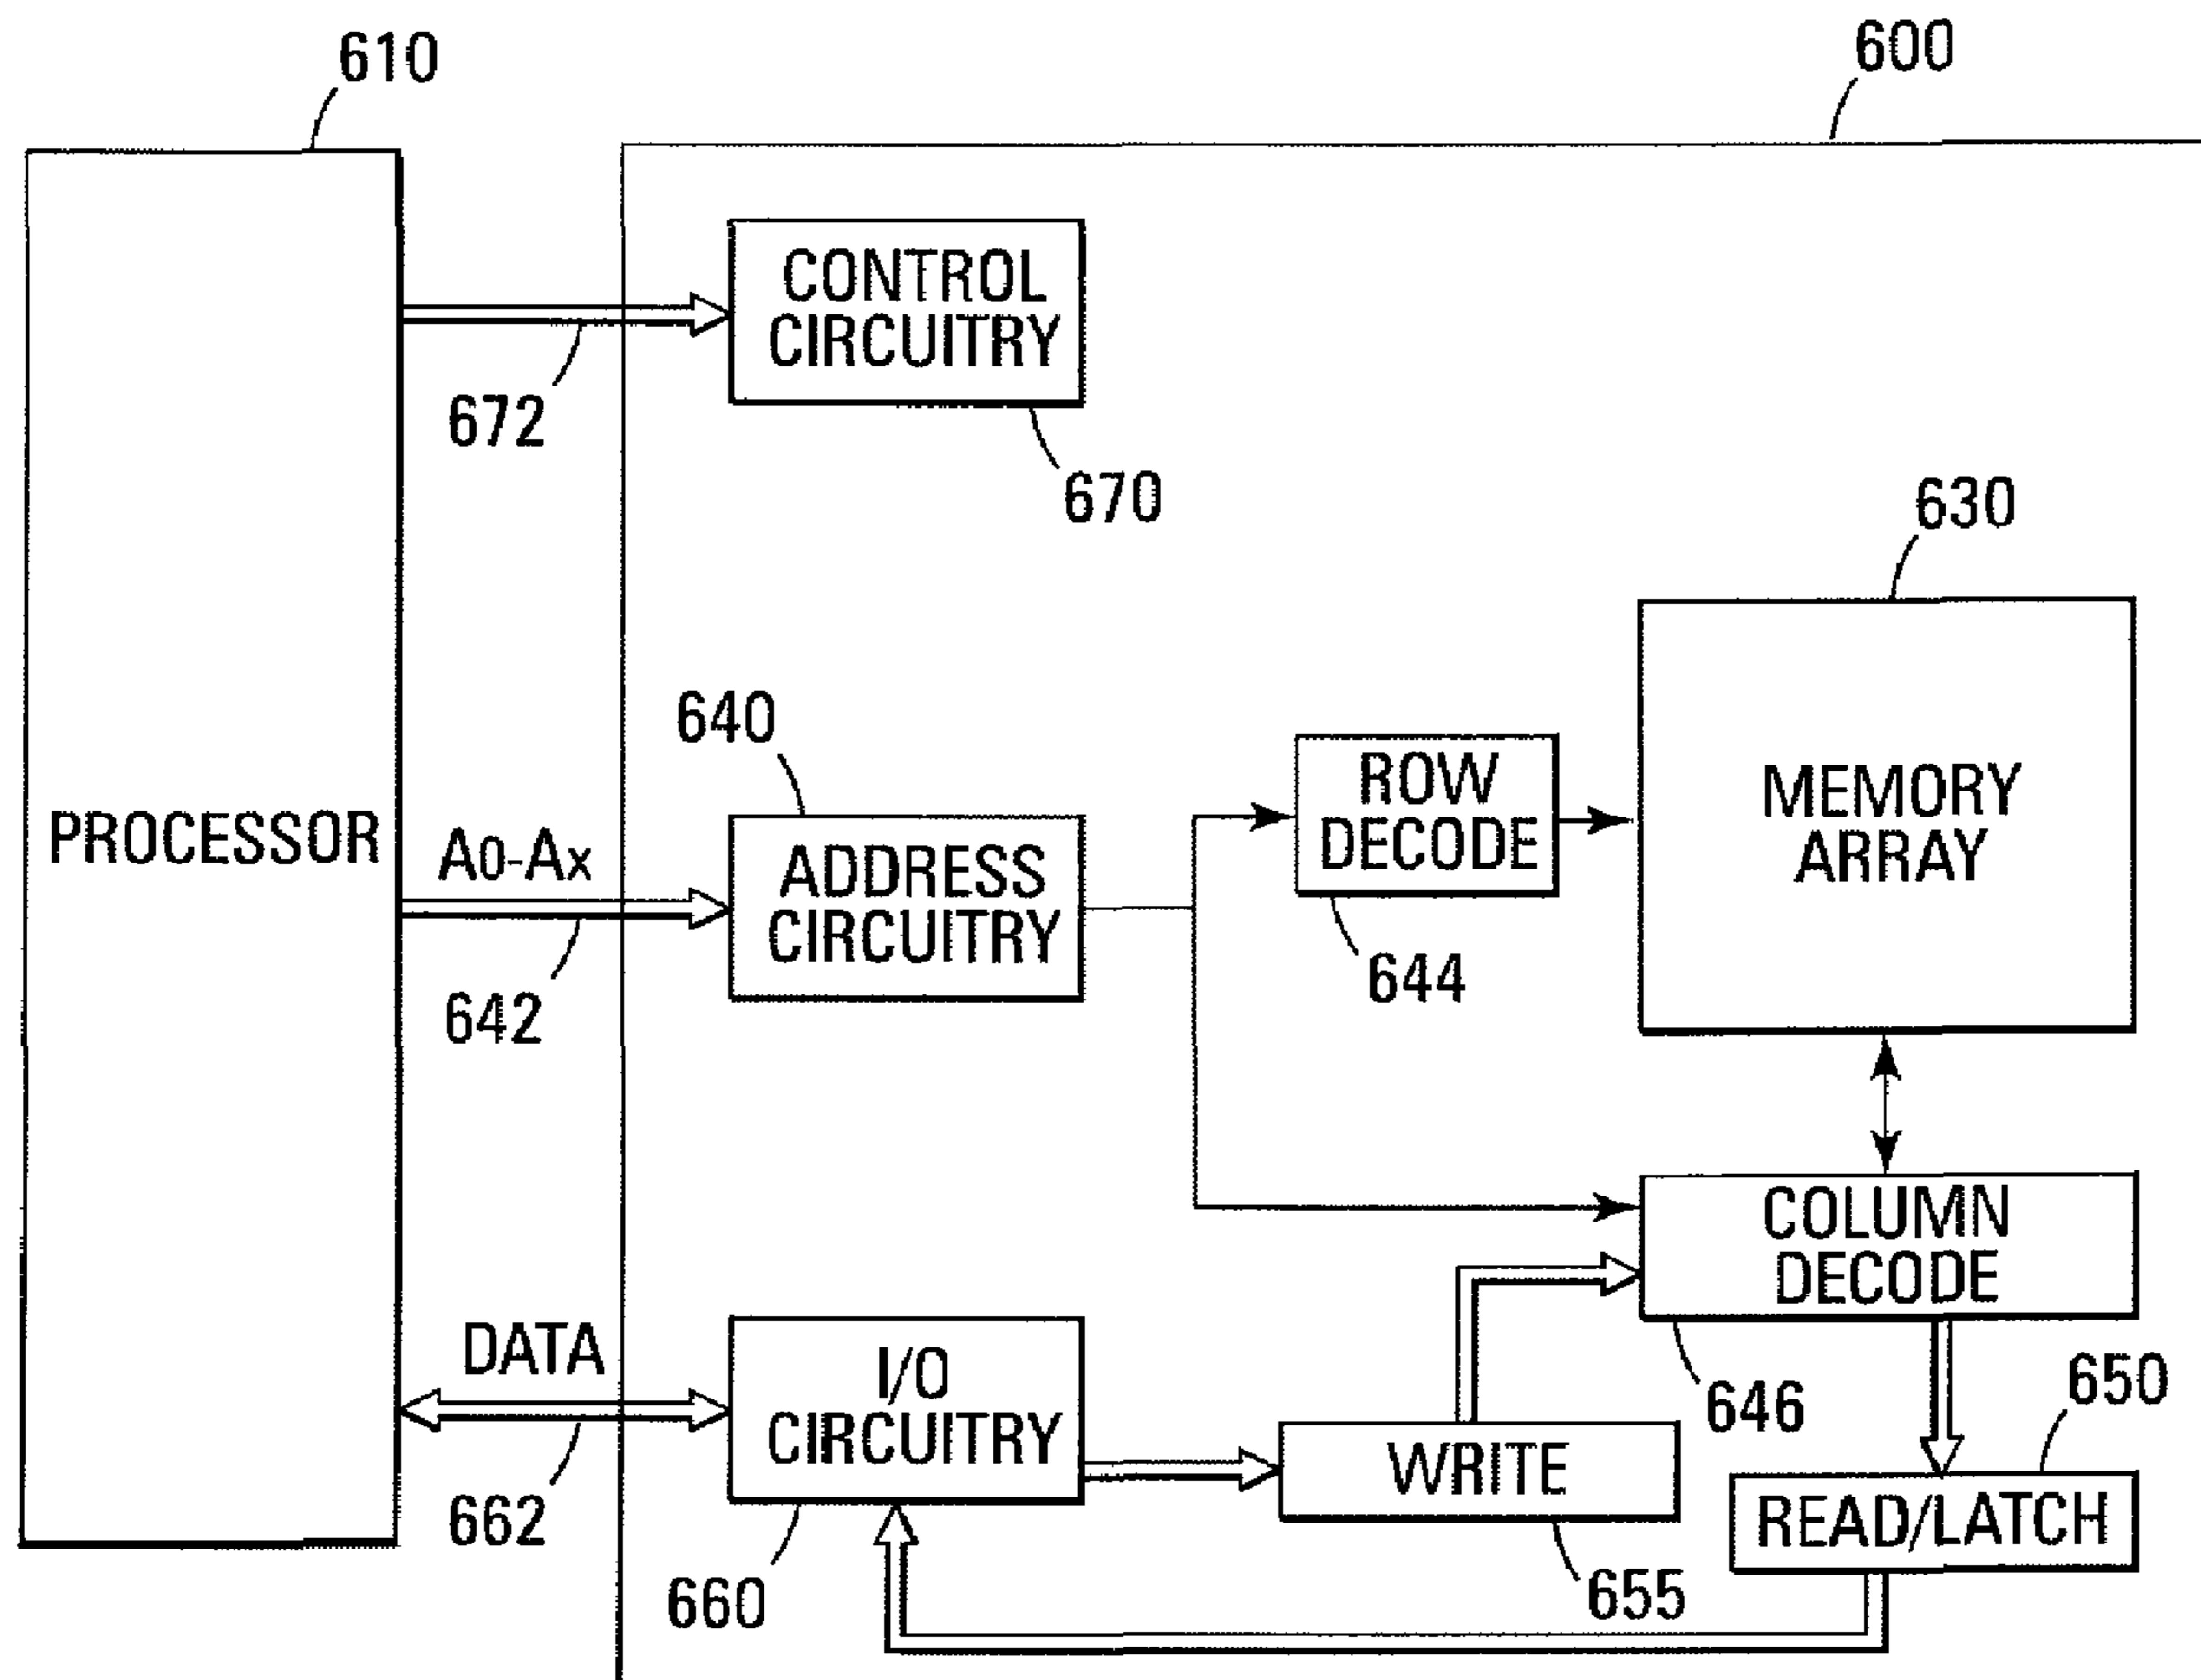 610
600
CONTROL
CIRCUITRY
672
670
630
640
ROW
DECODE
MEMORY
ARRAY
PROCESSOR
A0-Ax
ADDRESS
CIRCUITRY
644
642
COLUMN
DECODE
DATA
I/O
CIRCUITRY
646
650
WRITE
READ/LATCH
662
660
655